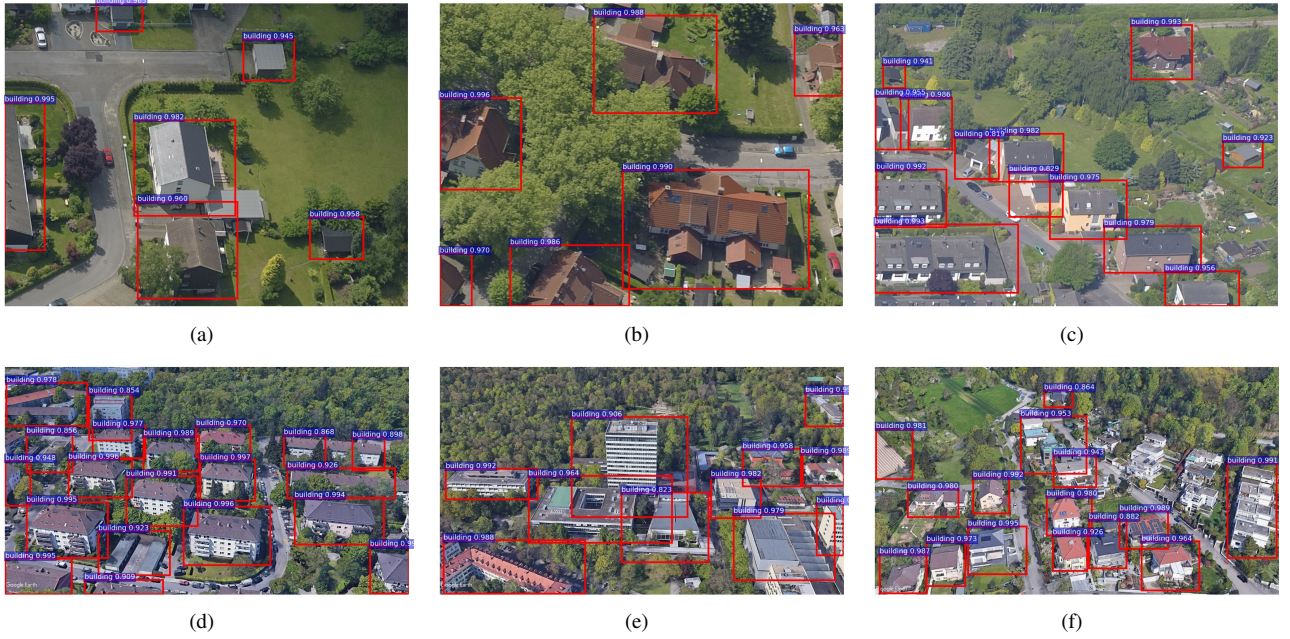 building 0.945
building 0.995
building 0.982
building 0.960
building 0.958
(a)
building 0.988
building 0.963
building 0.996
building 0.990
building 0.986
building 0.970
(b)
building 0.993
building 0.941
building 0.982
building 0.923
building 0.992
building 0.829
building 0.975
building 0.979
building 0.993
building 0.956
(c)
building 0.978
building 0.854
building 0.977
building 0.970
building 0.856
building 0.989
building 0.868
building 0.898
building 0.948
building 0.996
building 0.997
building 0.926
building 0.991
building 0.995
building 0.996
building 0.994
building 0.923
building 0.995
building 0.909
Google Earth
(d)
building 0.906
building 0.958
building 0.992
building 0.964
building 0.982
building 0.823
building 0.979
building 0.988
Google Earth
(e)
building 0.864
building 0.953
building 0.981
building 0.943
building 0.991
building 0.992
building 0.980
building 0.980
building 0.989
building 0.882
building 0.995
building 0.926
building 0.964
building 0.973
building 0.987
Google Earth
(f)